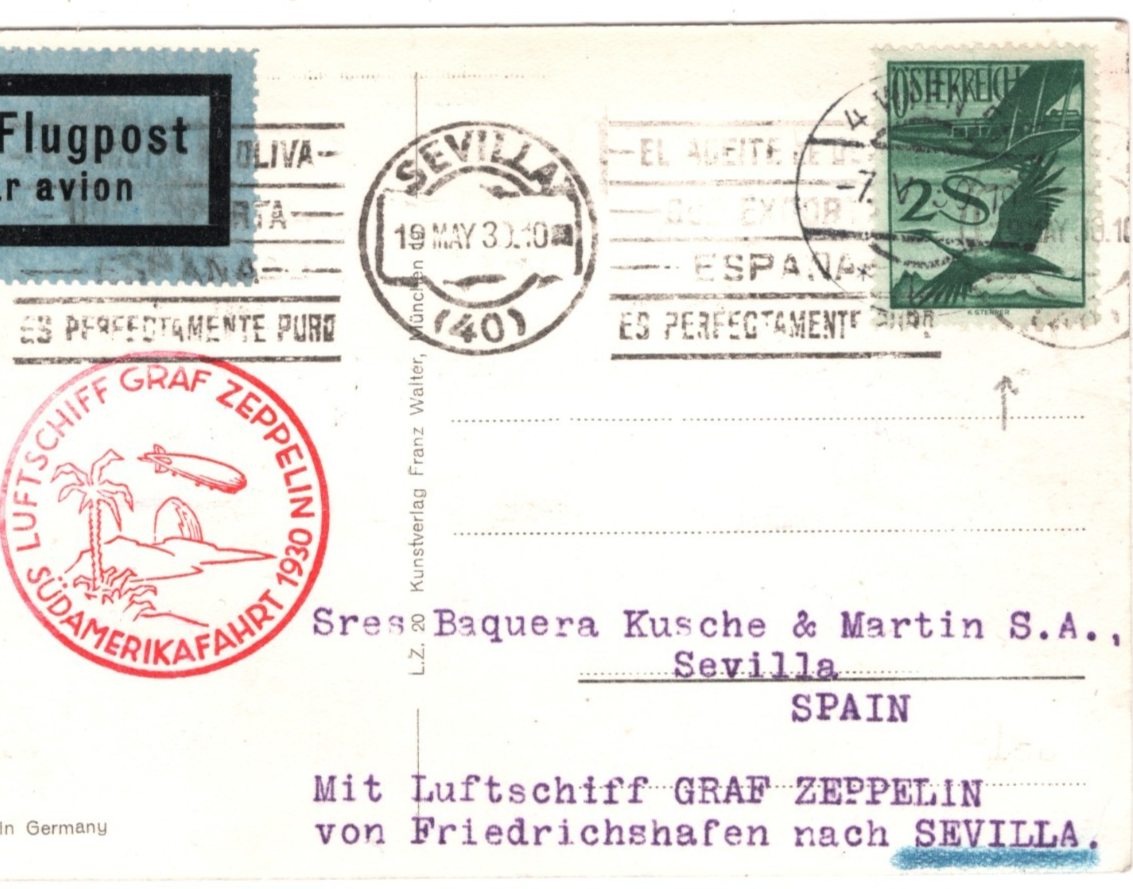 Flugpost
avion
OLIVA
ESPAÑA
ES PERFECTAMENTE PURO
SEVILLA
19 MAY 30.10
(40)
EL ACEITE DE
ESPAÑA
ES PERFECTAMENTE PURO
ÖSTERREICH
2S
LUFTSCHIFF GRAF ZEPPELIN
SÜDAMERIKAFAHRT 1930
L.Z. 20 Kunstverlag Franz Walter, München
Sres Baquera Kusche & Martin S.A.,
Sevilla
SPAIN
Mit Luftschiff GRAF ZEPPELIN
von Friedrichshafen nach SEVILLA.
In Germany